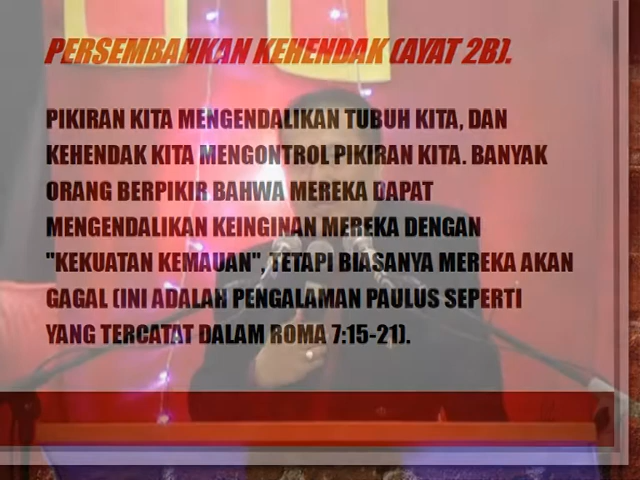 PERSEMBAHKAN KEHENDAK (AYAT 2B).
PIKIRAN KITA MENGENDALIKAN TUBUH KITA, DAN
KEHENDAK KITA MENGONTROL PIKIRAN KITA. BANYAK
ORANG BERPIKIR BAHWA MEREKA DAPAT
MENGENDALIKAN KEINGINAN MEREKA DENGAN
"KEKUATAN KEMAUAN", TETAPI BIASANYA MEREKA AKAN
GAGAL (INI ADALAH PENGALAMAN PAULUS SEPERTI
YANG TERCATAT DALAM ROMA 7:15-21).